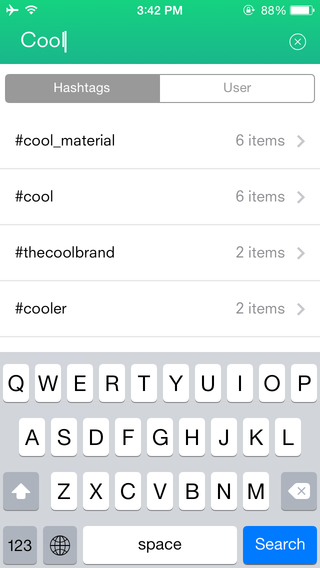 3:42 PM 88%
Cool
Hashtags User
#cool_material 6 items
#cool 6 items
#thecoolbrand 2 items
#cooler 2 items
Q W E R T Y U I O P
A S D F G H J K L
Z X C V B N M
123 space Search